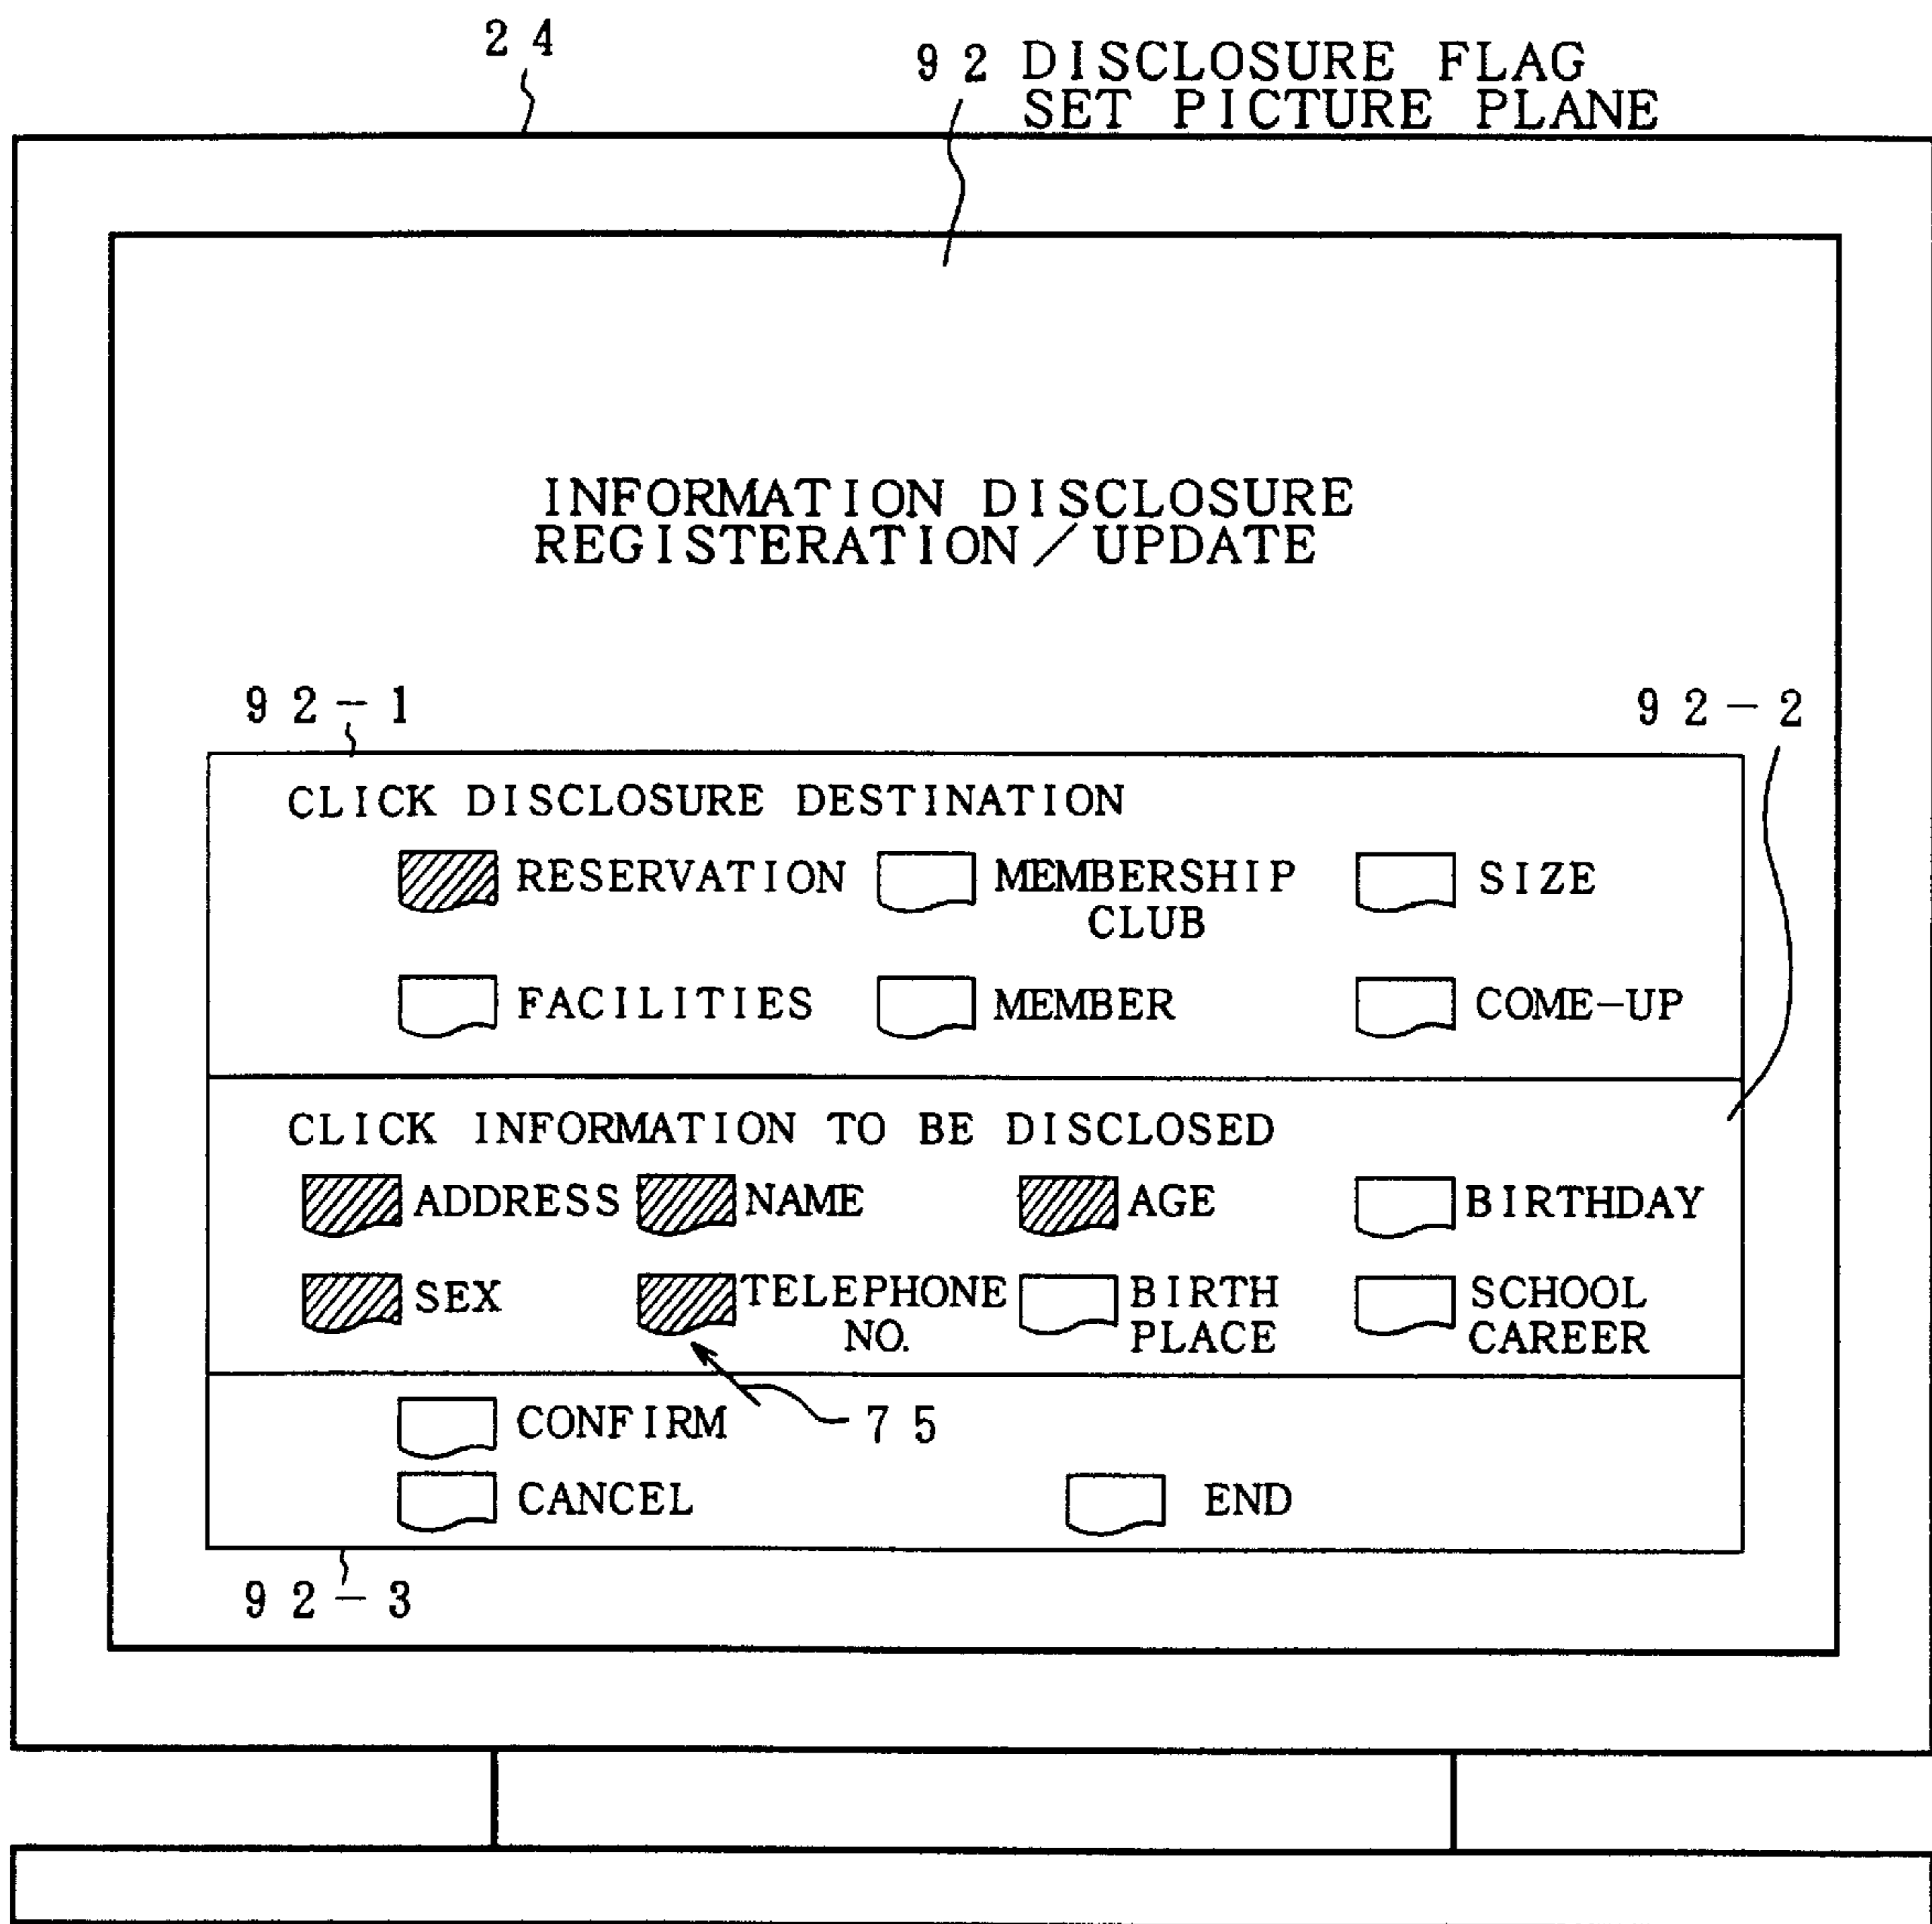 24
92 DISCLOSURE FLAG
SET PICTURE PLANE
INFORMATION DISCLOSURE
REGISTERATION/UPDATE
92-1
92-2
CLICK DISCLOSURE DESTINATION
RESERVATION MEMBERSHIP SIZE
CLUB
FACILITIES MEMBER COME-UP
CLICK INFORMATION TO BE DISCLOSED
ADDRESS NAME AGE BIRTHDAY
SEX TELEPHONE BIRTH SCHOOL
NO. PLACE CAREER
CONFIRM 75
CANCEL END
92-3